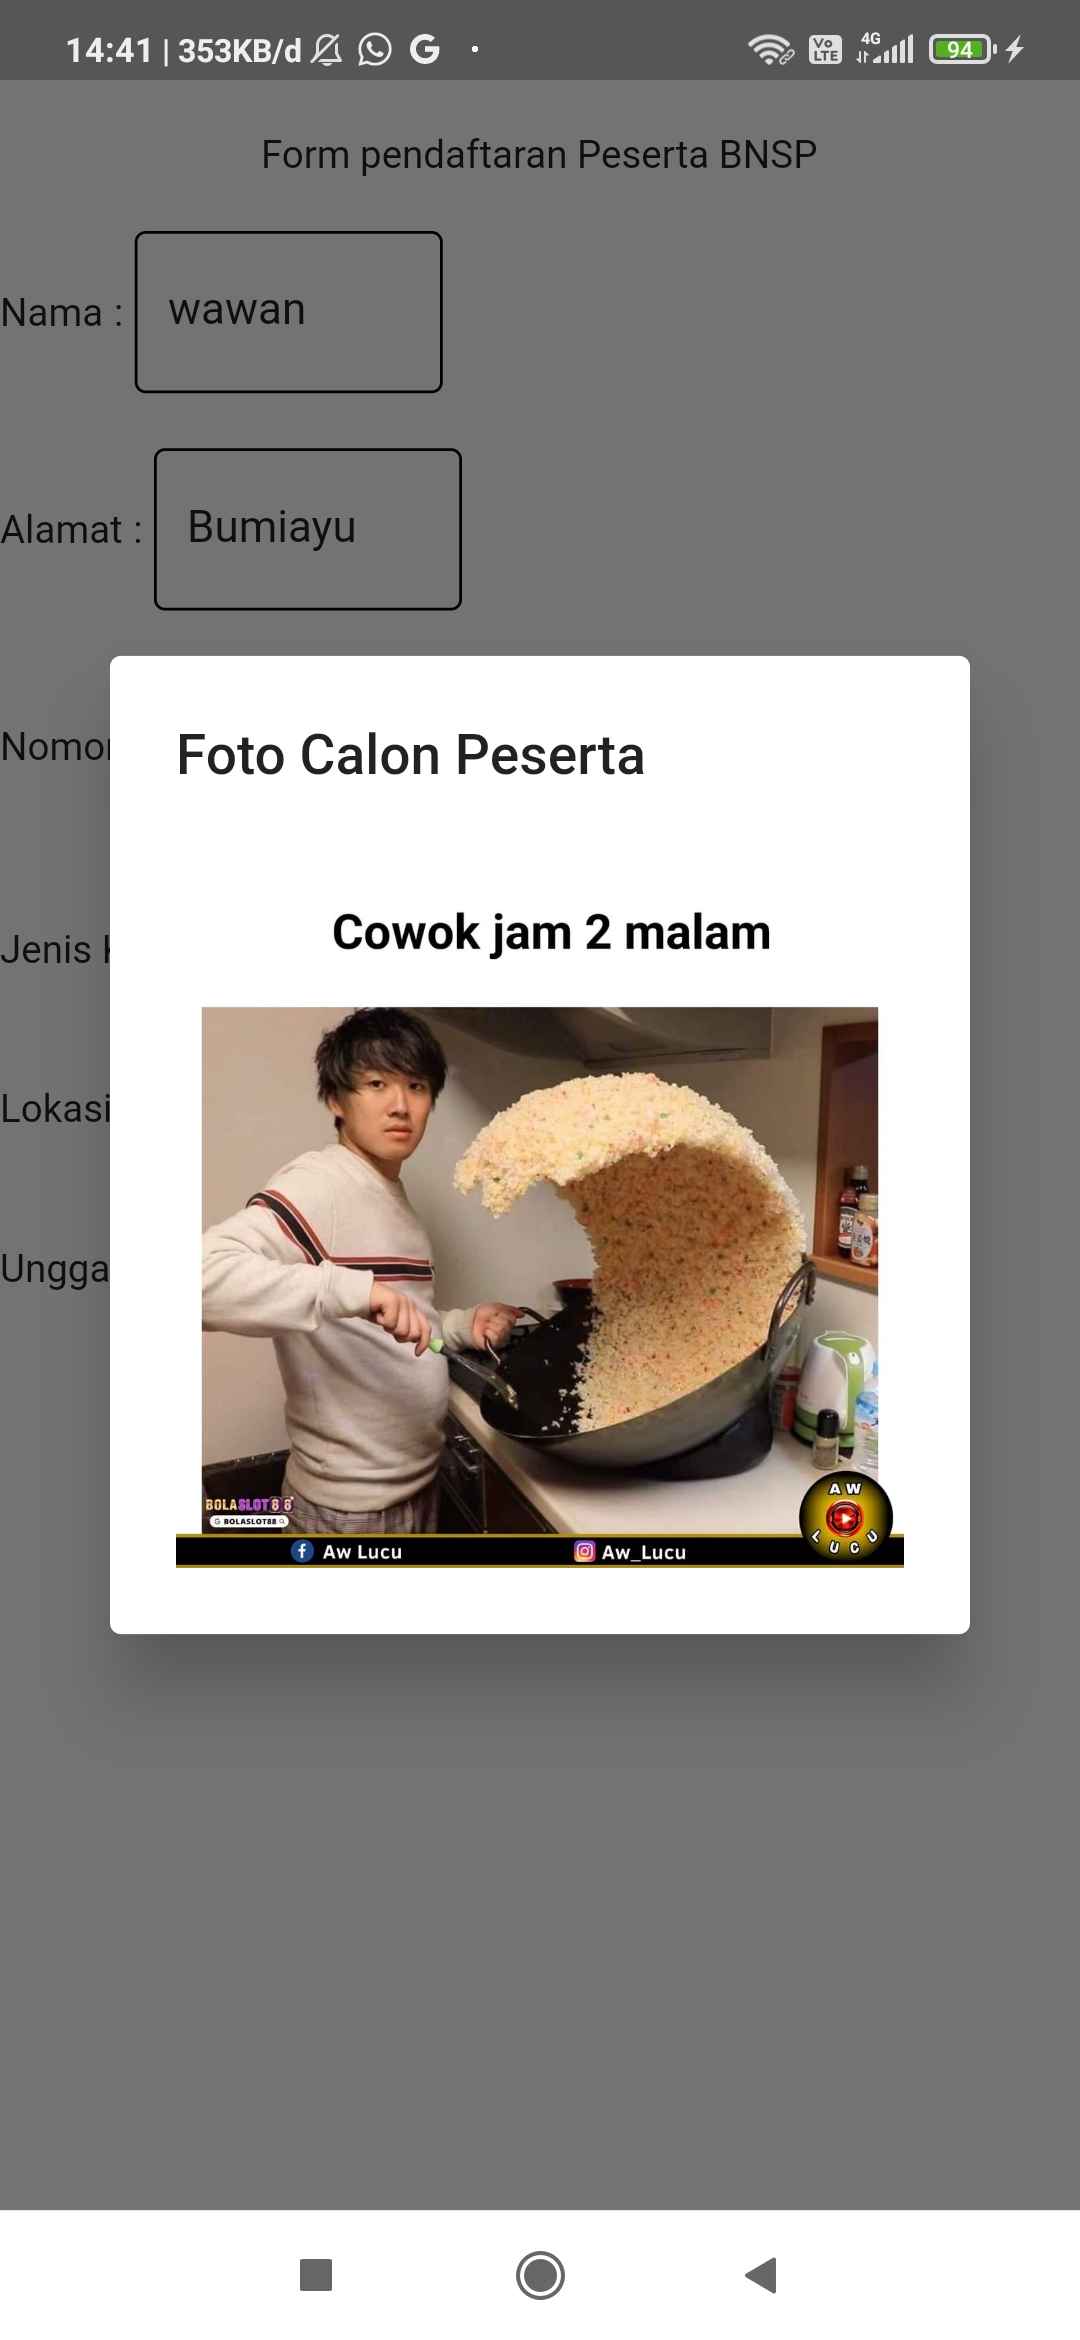 14:41 | 353KB/d
Vo LTE
4G
94
Form pendaftaran Peserta BNSP
Nama :
wawan
Alamat :
Bumiayu
Nomor
Jenis
Lokasi
Ungga
Foto Calon Peserta
Cowok jam 2 malam
BOLASLOT88
G BOLASLOT88
AW
LUCU
Aw Lucu
Aw_Lucu